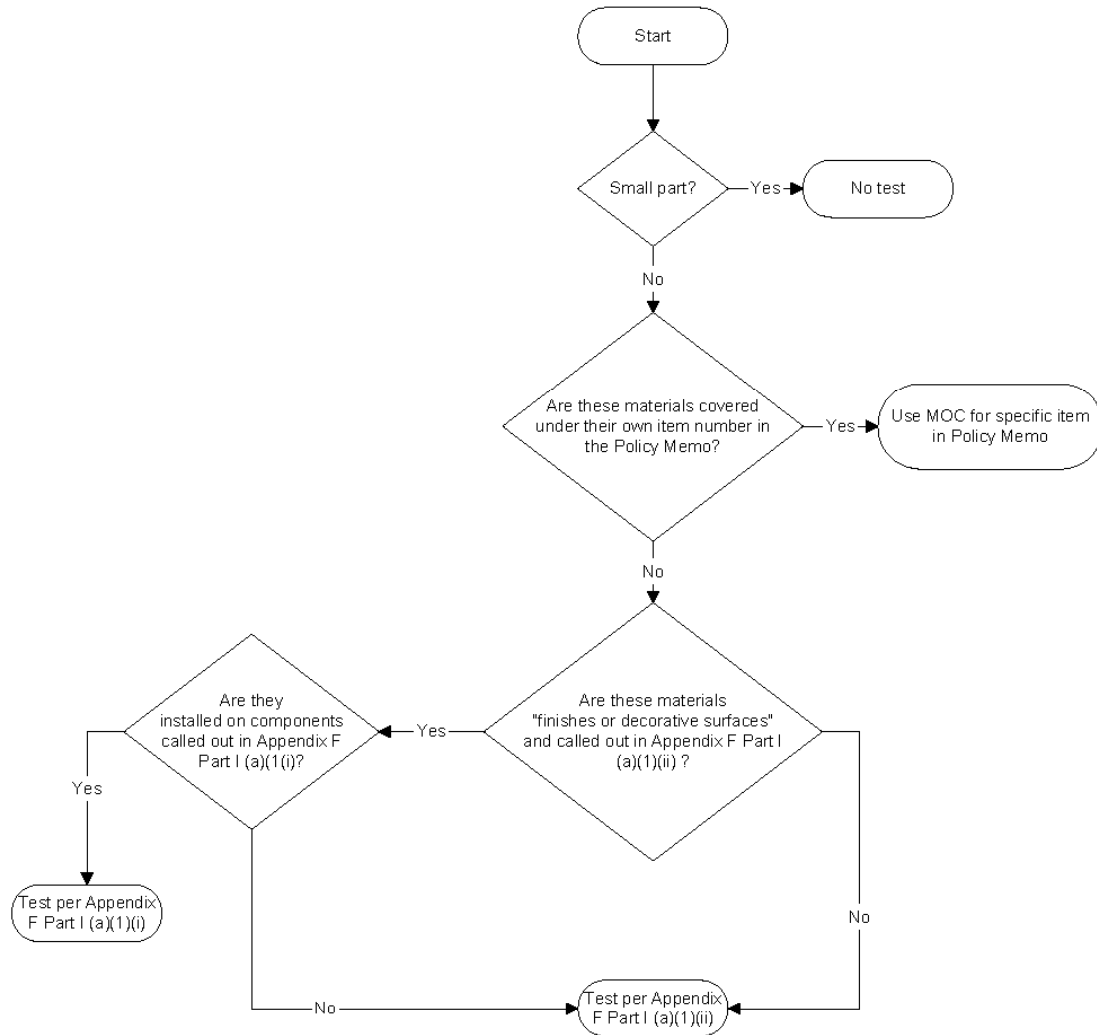 Start
Small part?
Yes
No test
No
Are these materials covered
under their own item number in
the Policy Memo?
Yes
Use MOC for specific item
in Policy Memo
No
Are they
installed on components
called out in Appendix F
Part I (a)(1(i)?
Yes
Are these materials
"finishes or decorative surfaces"
and called out in Appendix F Part I
(a)(1)(ii) ?
Yes
Test per Appendix
F Part I (a)(1)(i)
No
No
Test per Appendix
F Part I (a)(1)(ii)